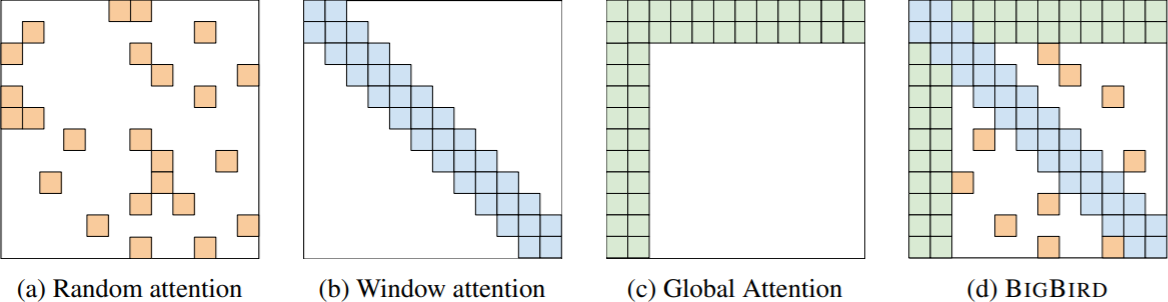 (a) Random attention
(b) Window attention
(c) Global Attention
(d) BIGBIRD